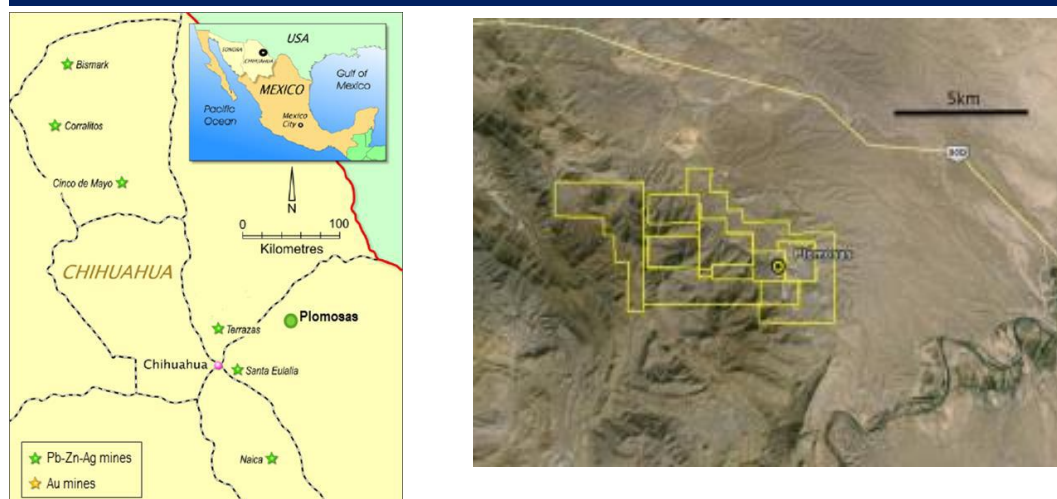 Bismark
Corralitos
Cinco de Mayo
CHIHUAHUA
Chihuahua
Terrazas
Santa Eulalia
Naica
Plomosas
N
0 100
Kilometres
Pb-Zn-Ag mines
Au mines
USA
SONORA
CHIHUAHUA
MEXICO
Mexico
City
Gulf of
Mexico
Pacific
Ocean
5km
Plomosas